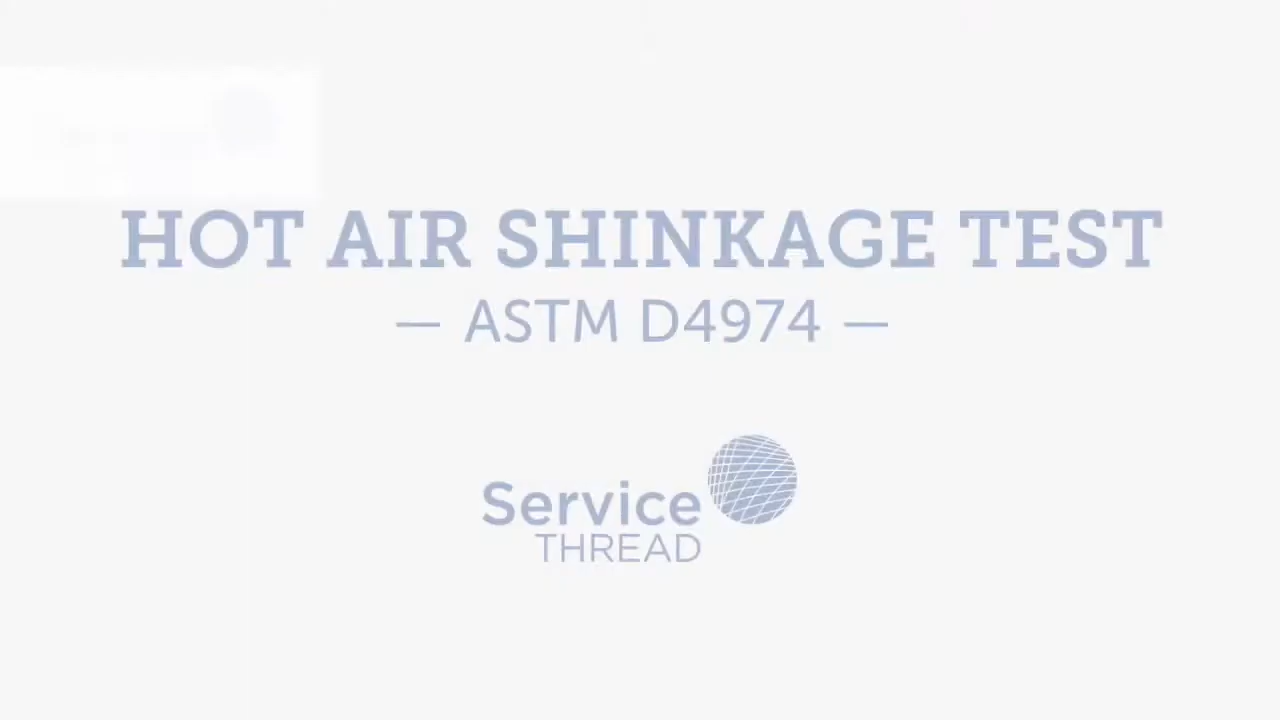 HOT AIR SHINKAGE TEST
— ASTM D4974 —
Service
THREAD